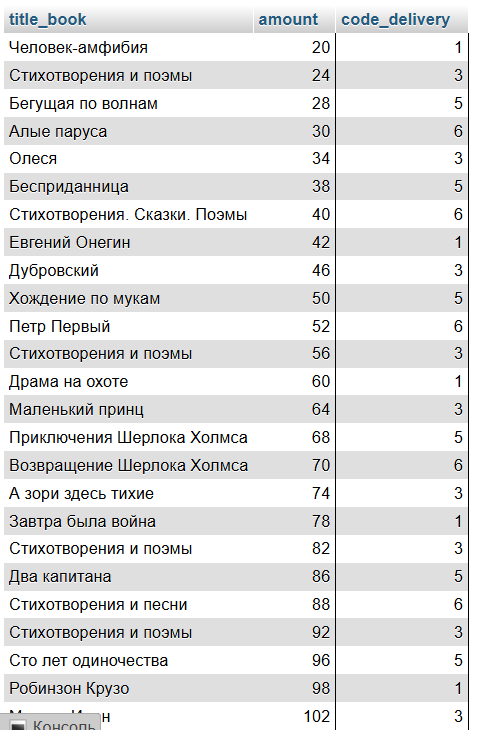 title_book amount code_delivery
Человек-амфибия 20 1
Стихотворения и поэмы 24 3
Бегущая по волнам 28 5
Алые паруса 30 6
Олеся 34 3
Бесприданница 38 5
Стихотворения. Сказки. Поэмы 40 6
Евгений Онегин 42 1
Дубровский 46 3
Хождение по мукам 50 5
Петр Первый 52 6
Стихотворения и поэмы 56 3
Драма на охоте 60 1
Маленький принц 64 3
Приключения Шерлока Холмса 68 5
Возвращение Шерлока Холмса 70 6
А зори здесь тихие 74 3
Завтра была война 78 1
Стихотворения и поэмы 82 3
Два капитана 86 5
Стихотворения и песни 88 6
Стихотворения и поэмы 92 3
Сто лет одиночества 96 5
Робинзон Крузо 98 1
102 3
Консоль